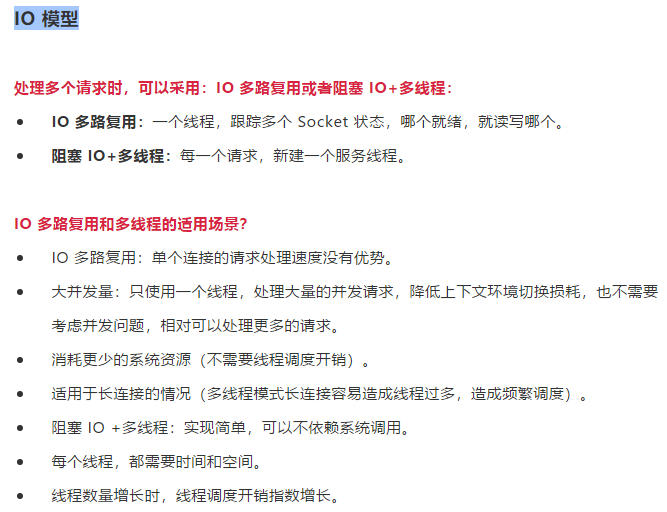 IO 模型
处理多个请求时，可以采用：IO 多路复用或者阻塞 IO+多线程：
● IO 多路复用：一个线程，跟踪多个 Socket 状态，哪个就绪，就读写哪个。
● 阻塞 IO+多线程：每一个请求，新建一个服务线程。
IO 多路复用和多线程的适用场景？
● IO 多路复用：单个连接的请求处理速度没有优势。
● 大并发量：只使用一个线程，处理大量的并发请求，降低上下文环境切换损耗，也不需要
考虑并发问题，相对可以处理更多的请求。
● 消耗更少的系统资源（不需要线程调度开销）。
● 适用于长连接的情况（多线程模式长连接容易造成线程过多，造成频繁调度）。
● 阻塞 IO +多线程：实现简单，可以不依赖系统调用。
● 每个线程，都需要时间和空间。
● 线程数量增长时，线程调度开销指数增长。